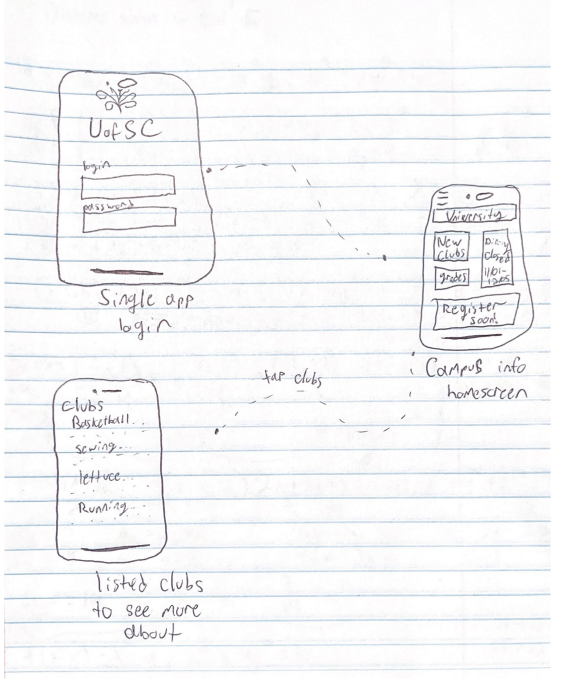 UofSC
login
password
Single app
login
University
New
clubs
Dining
closed
grades
Register
soon!
Campus info
homescreen
tap clubs
Clubs
Basketball...
sewing...
lettuce...
Running...
listed clubs
to see more
about